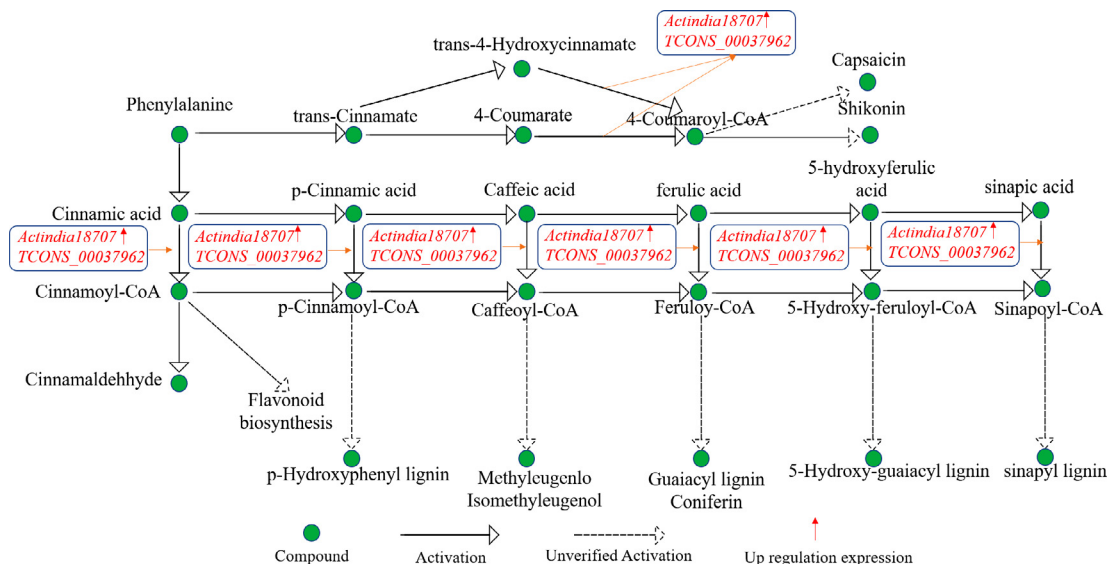 Actindia18707
TCONS_00037962
trans-4-Hydroxycinnamate
Capsaicin
Phenylalanine
trans-Cinnamate
4-Coumarate
4-Coumaroyl-CoA
Shikonin
5-hydroxyferulic
acid
Cinnamic acid
p-Cinnamic acid
Caffeic acid
ferulic acid
sinapic acid
Actindia18707
TCONS_00037962
Actindia18707
TCONS_00037962
Actindia18707
TCONS_00037962
Actindia18707
TCONS_00037962
Actindia18707
TCONS_00037962
Actindia18707
TCONS_00037962
Cinnamoyl-CoA
p-Cinnamoyl-CoA
Caffeoyl-CoA
Feruloy-CoA
5-Hydroxy-feruloyl-CoA
Sinapoyl-CoA
Cinnamaldehhyde
Flavonoid
biosynthesis
p-Hydroxyphenyl lignin
Methyleugenlo
Isomethyleugenol
Guaiacyl lignin
Coniferin
5-Hydroxy-guaiacyl lignin
sinapyl lignin
Compound
Activation
Unverified Activation
Up regulation expression